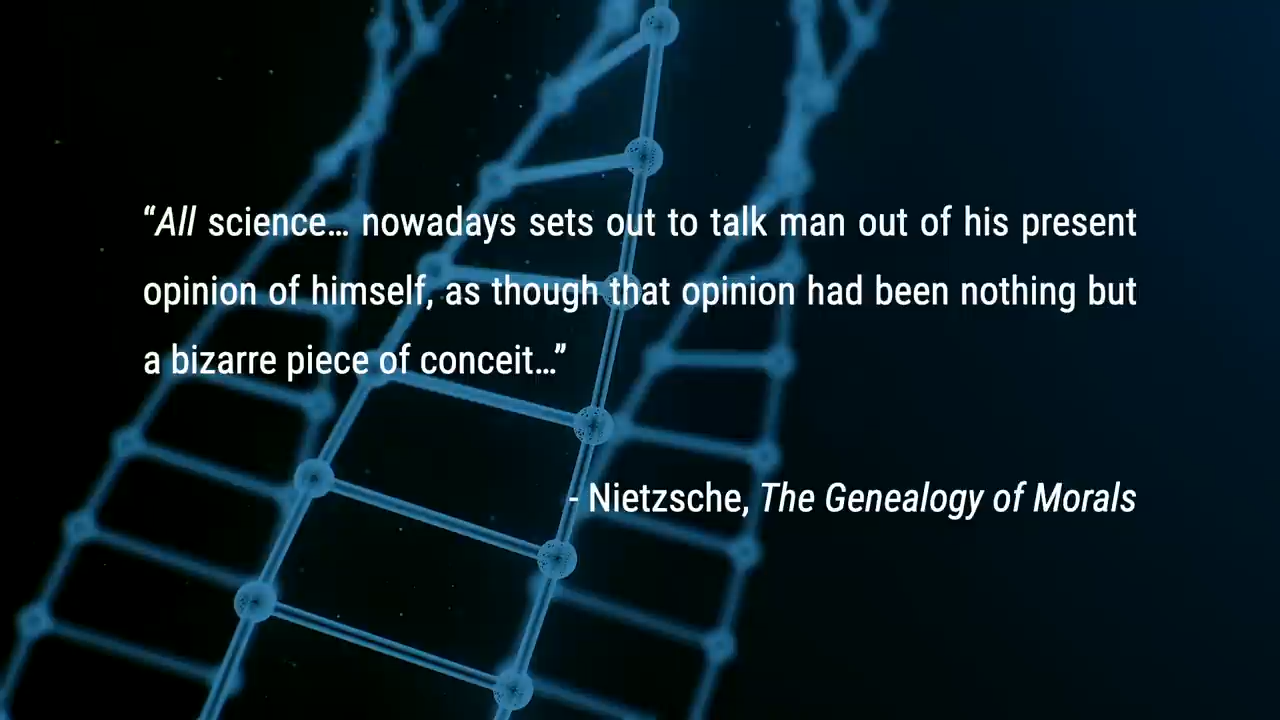 “All science… nowadays sets out to talk man out of his present
opinion of himself, as though that opinion had been nothing but
a bizarre piece of conceit…”
- Nietzsche, The Genealogy of Morals